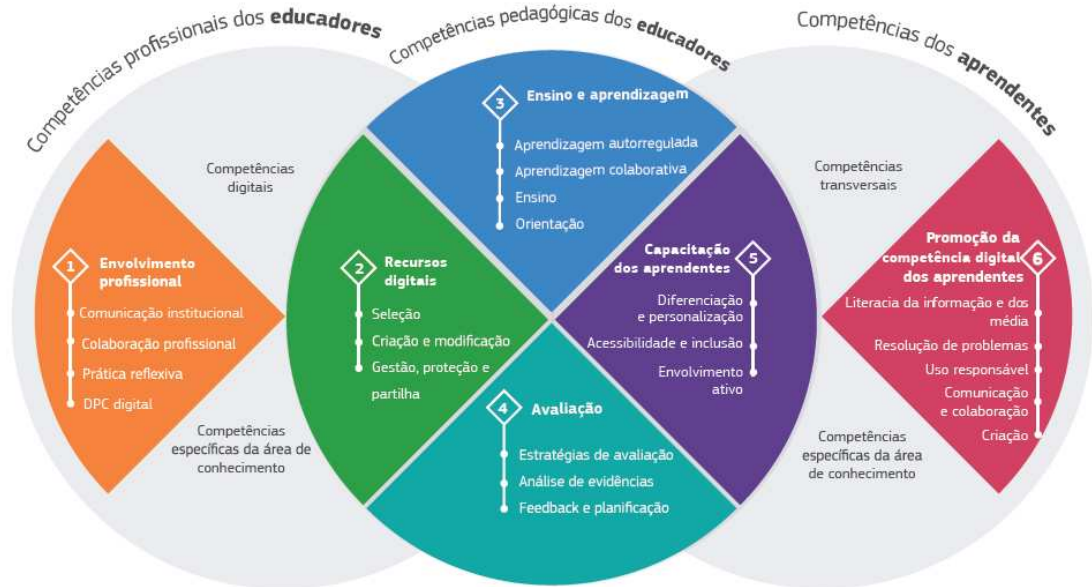 Competências profissionais dos educadores
Competências pedagógicas dos educadores
Competências dos aprendentes
Competências
digitais
Competências
específicas da área de
conhecimento
1
Envolvimento
profissional
Comunicação institucional
Colaboração profissional
Prática reflexiva
DPC digital
2
Recursos
digitais
Seleção
Criação e modificação
Gestão, proteção e
partilha
3
Ensino e aprendizagem
Aprendizagem autorregulada
Aprendizagem colaborativa
Ensino
Orientação
4
Avaliação
Estratégias de avaliação
Análise de evidências
Feedback e planificação
5
Capacitação
dos aprendentes
Diferenciação
e personalização
Acessibilidade e inclusão
Envolvimento
ativo
Competências
transversais
Competências
específicas da área
de conhecimento
6
Promoção da
competência digital
dos aprendentes
Literacia da informação e dos
média
Resolução de problemas
Uso responsável
Comunicação
e colaboração
Criação